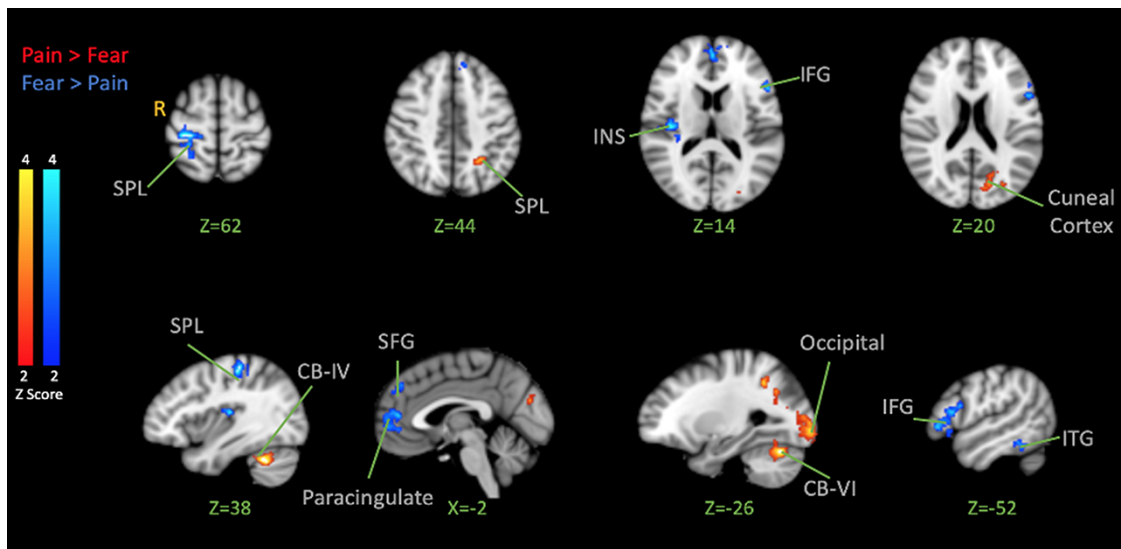 Pain > Fear
Fear > Pain
R
SPL
Z=62
SPL
Z=44
INS
IFG
Z=14
Cuneal
Cortex
Z=20
4 4
2 2
Z Score
SPL
CB-IV
Z=38
SFG
Paracingulate
X=-2
Occipital
CB-VI
Z=-26
IFG
ITG
Z=-52